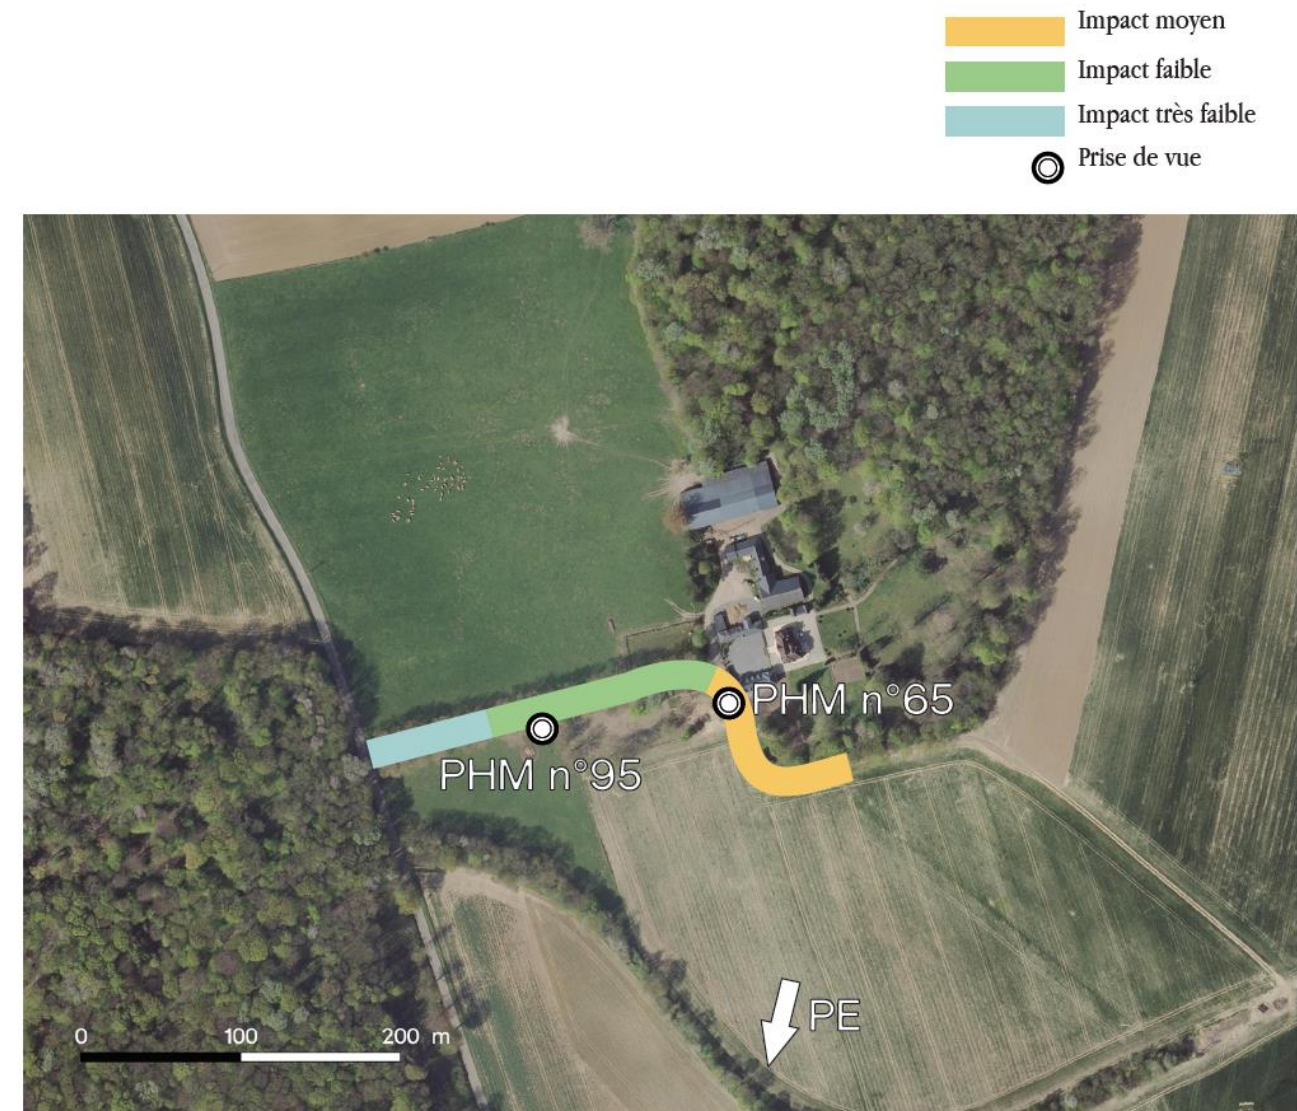 Impact moyen
Impact faible
Impact très faible
Prise de vue
PHM n°65
PHM n°95
PE
0 100 200 m